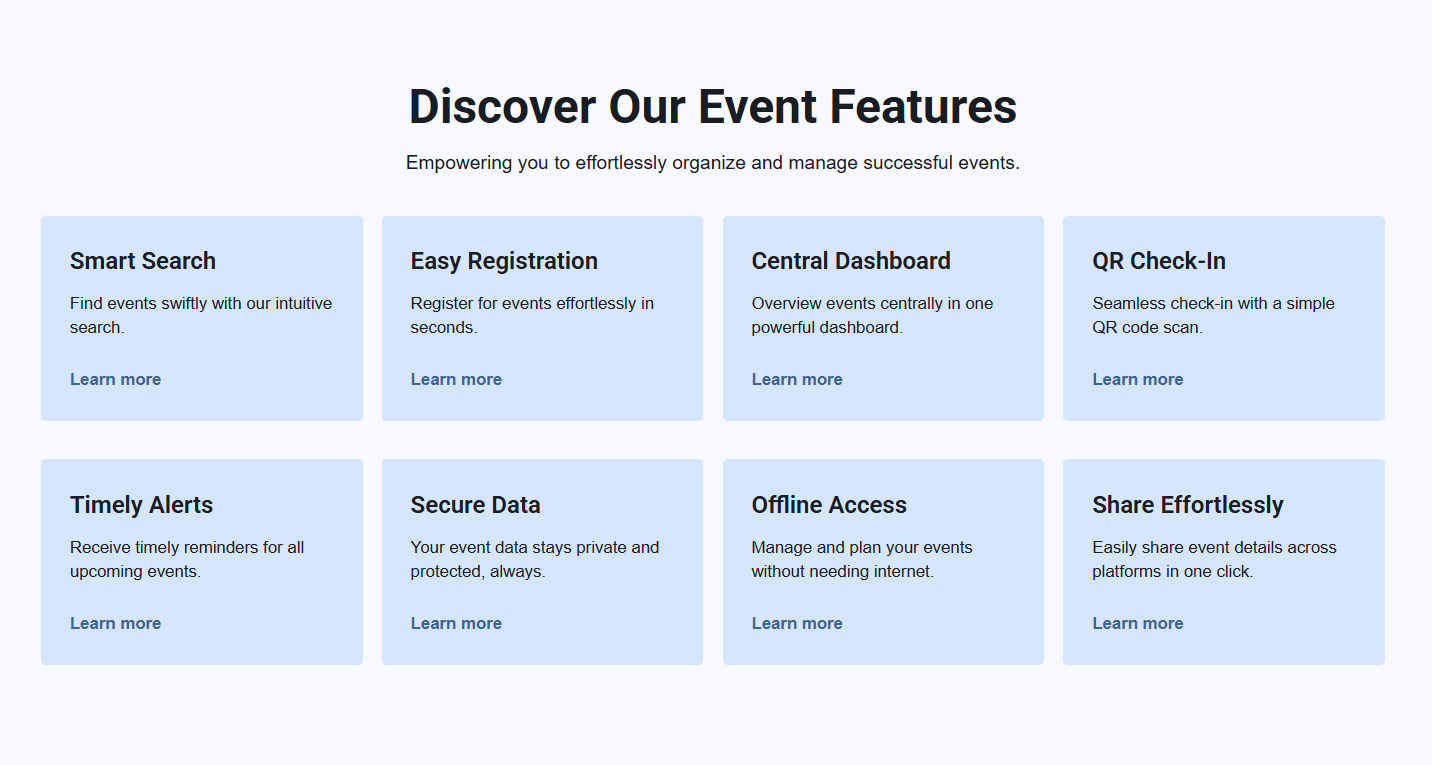 Discover Our Event Features
Empowering you to effortlessly organize and manage successful events.
Smart Search
Find events swiftly with our intuitive
search.
Learn more
Easy Registration
Register for events effortlessly in
seconds.
Learn more
Central Dashboard
Overview events centrally in one
powerful dashboard.
Learn more
QR Check-In
Seamless check-in with a simple
QR code scan.
Learn more
Timely Alerts
Receive timely reminders for all
upcoming events.
Learn more
Secure Data
Your event data stays private and
protected, always.
Learn more
Offline Access
Manage and plan your events
without needing internet.
Learn more
Share Effortlessly
Easily share event details across
platforms in one click.
Learn more